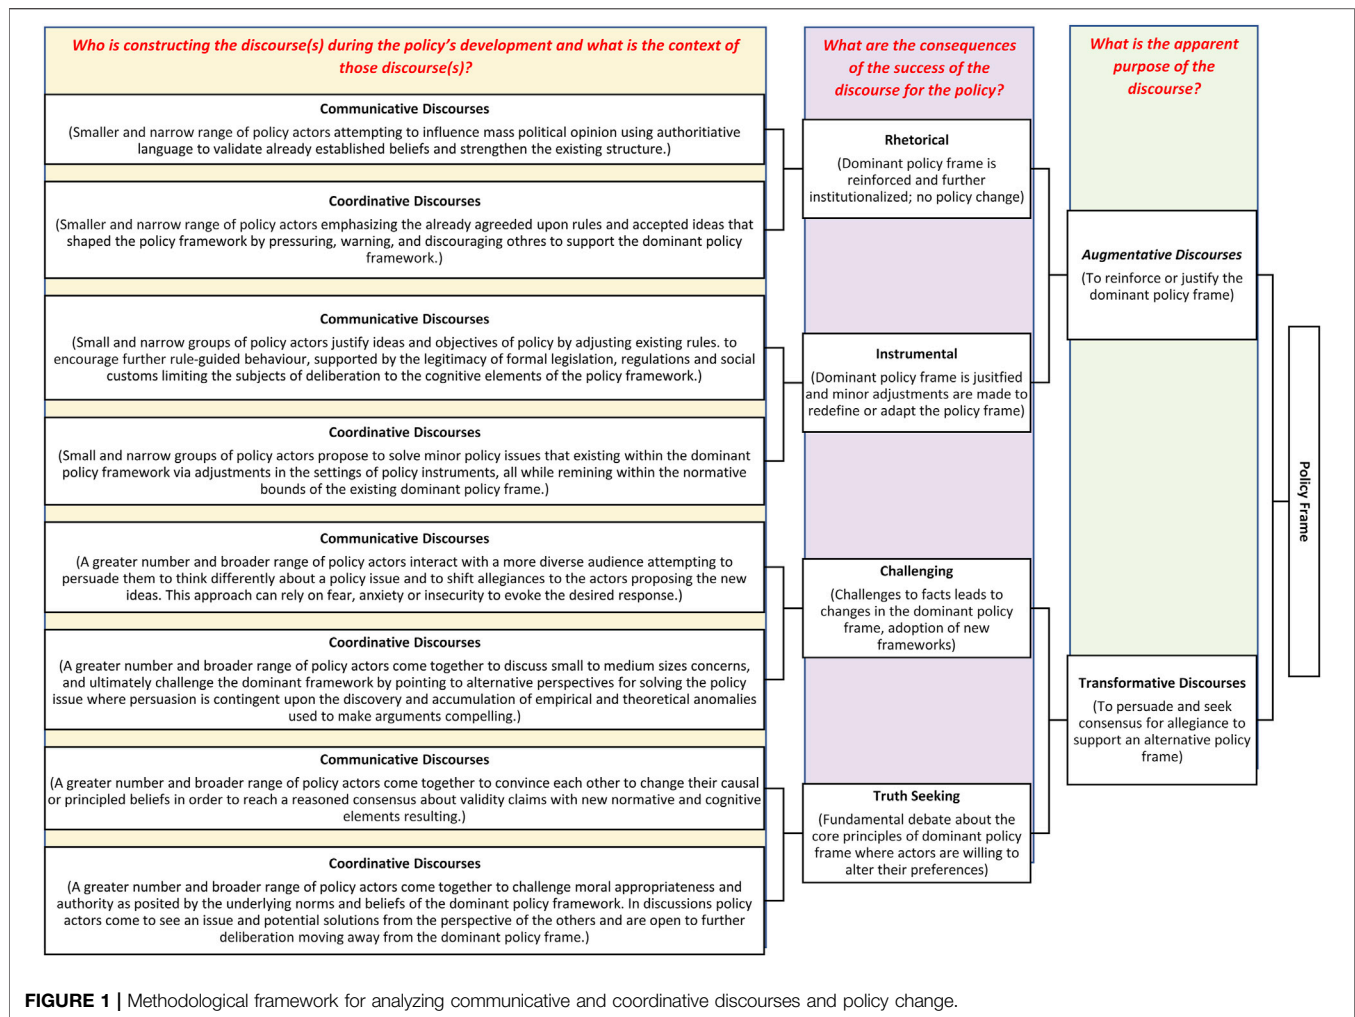 Who is constructing the discourse(s) during the policy's development and what is the context of
those discourse(s)?
Communicative Discourses
(Smaller and narrow range of policy actors attempting to influence mass political opinion using authoritiative
language to validate already established beliefs and strengthen the existing structure.)
Coordinative Discourses
(Smaller and narrow range of policy actors emphasizing the already agreeded upon rules and accepted ideas that
shaped the policy framework by pressuring, warning, and discouraging othres to support the dominant policy
framework.)
Communicative Discourses
(Small and narrow groups of policy actors justify ideas and objectives of policy by adjusting existing rules. to
encourage further rule-guided behaviour, supported by the legitimacy of formal legislation, regulations and social
customs limiting the subjects of deliberation to the cognitive elements of the policy framework.)
Coordinative Discourses
(Small and narrow groups of policy actors propose to solve minor policy issues that existing within the dominant
policy framework via adjustments in the settings of policy instruments, all while remining within the normative
bounds of the existing dominant policy frame.)
Communicative Discourses
(A greater number and broader range of policy actors interact with a more diverse audience attempting to
persuade them to think differently about a policy issue and to shift allegiances to the actors proposing the new
ideas. This approach can rely on fear, anxiety or insecurity to evoke the desired response.)
Coordinative Discourses
(A greater number and broader range of policy actors come together to discuss small to medium sizes concerns,
and ultimately challenge the dominant framework by pointing to alternative perspectives for solving the policy
issue where persuasion is contingent upon the discovery and accumulation of empirical and theoretical anomalies
used to make arguments compelling.)
Communicative Discourses
(A greater number and broader range of policy actors come together to convince each other to change their causal
or principled beliefs in order to reach a reasoned consensus about validity claims with new normative and cognitive
elements resulting.)
Coordinative Discourses
(A greater number and broader range of policy actors come together to challenge moral appropriateness and
authority as posited by the underlying norms and beliefs of the dominant policy framework. In discussions policy
actors come to see an issue and potential solutions from the perspective of the others and are open to further
deliberation moving away from the dominant policy frame.)
What are the consequences
of the success of the
discourse for the policy?
Rhetorical
(Dominant policy frame is
reinforced and further
institutionalized; no policy change)
Instrumental
(Dominant policy frame is jusitfied
and minor adjustments are made to
redefine or adapt the policy frame)
Challenging
(Challenges to facts leads to
changes in the dominant policy
frame, adoption of new
frameworks)
Truth Seeking
(Fundamental debate about the
core principles of dominant policy
frame where actors are willing to
alter their preferences)
What is the apparent
purpose of the
discourse?
Augmentative Discourses
(To reinforce or justify the
dominant policy frame)
Transformative Discourses
(To persuade and seek
consensus for allegiance to
support an alternative policy
frame)
Policy Frame
FIGURE 1 | Methodological framework for analyzing communicative and coordinative discourses and policy change.